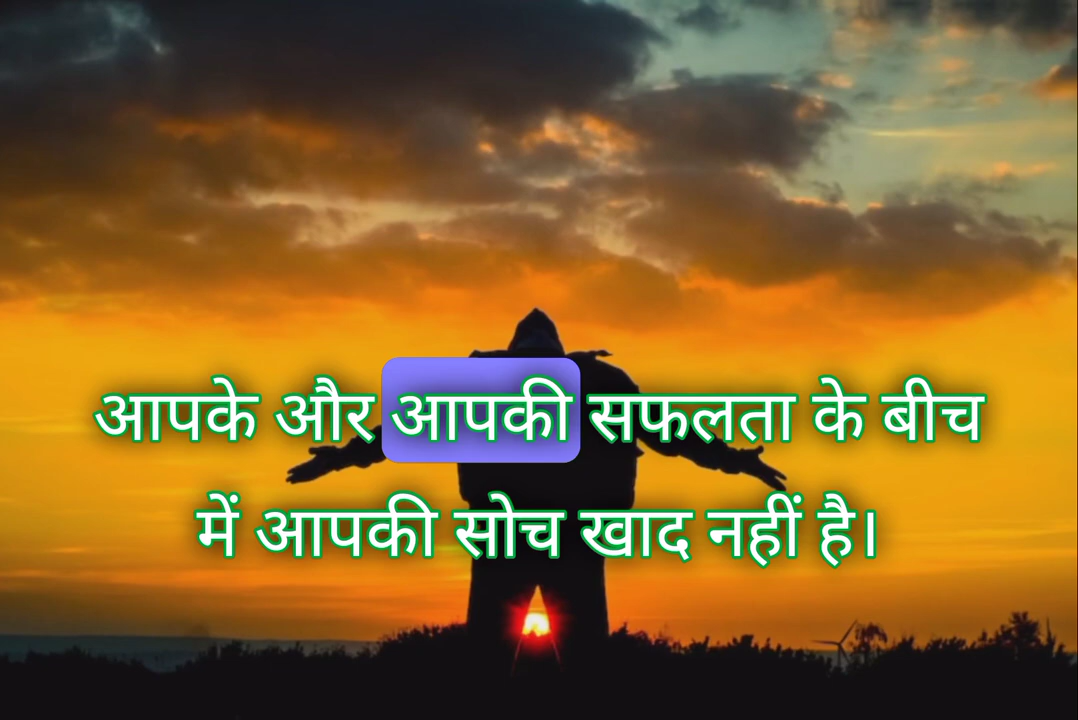 आपके और आपकी सफलता के बीच
में आपकी सोच खाद नहीं है।